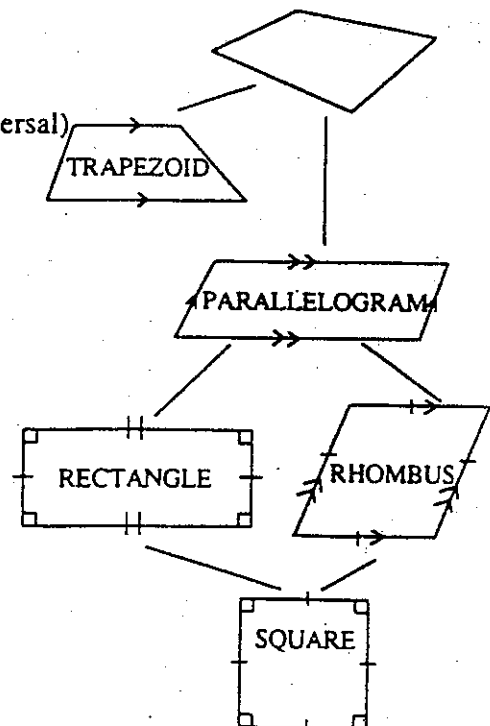 ersal)
TRAPEZOID
PARALLELOGRAM
RECTANGLE
RHOMBUS
SQUARE